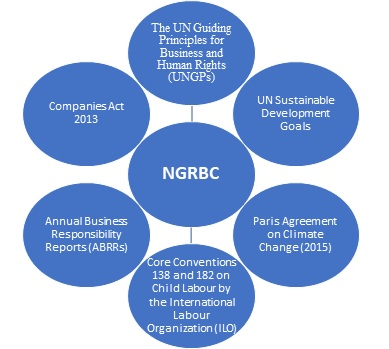 The UN Guiding
Principles for
Business and
Human Rights
(UNGPs)
Companies Act
2013
UN Sustainable
Development
Goals
NGRBC
Annual Business
Responsibility
Reports (ABRRs)
Paris Agreement
on Climate
Change (2015)
Core Conventions
138 and 182 on
Child Labour by
the International
Labour
Organization (ILO)